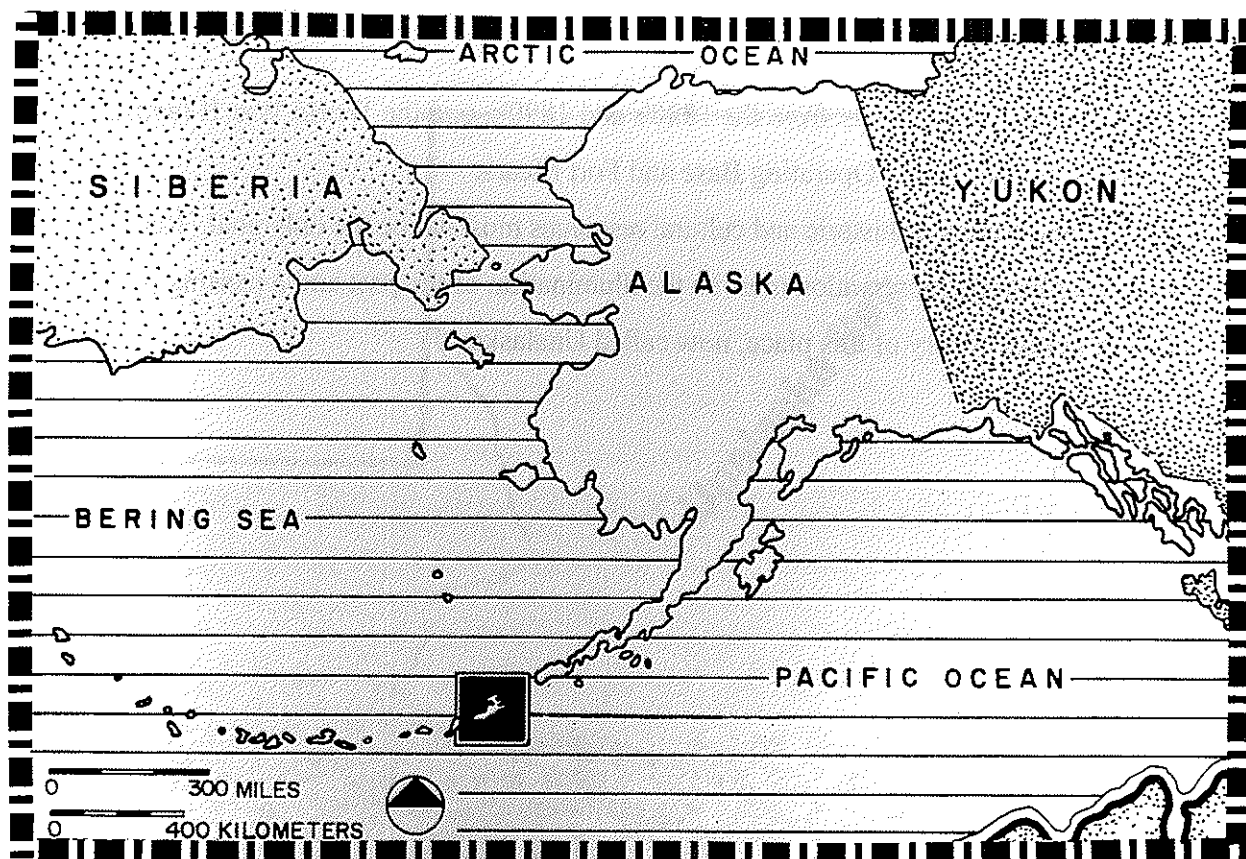 ARCTIC OCEAN
SIBERIA
YUKON
ALASKA
BERING SEA
PACIFIC OCEAN
0 300 MILES
0 400 KILOMETERS